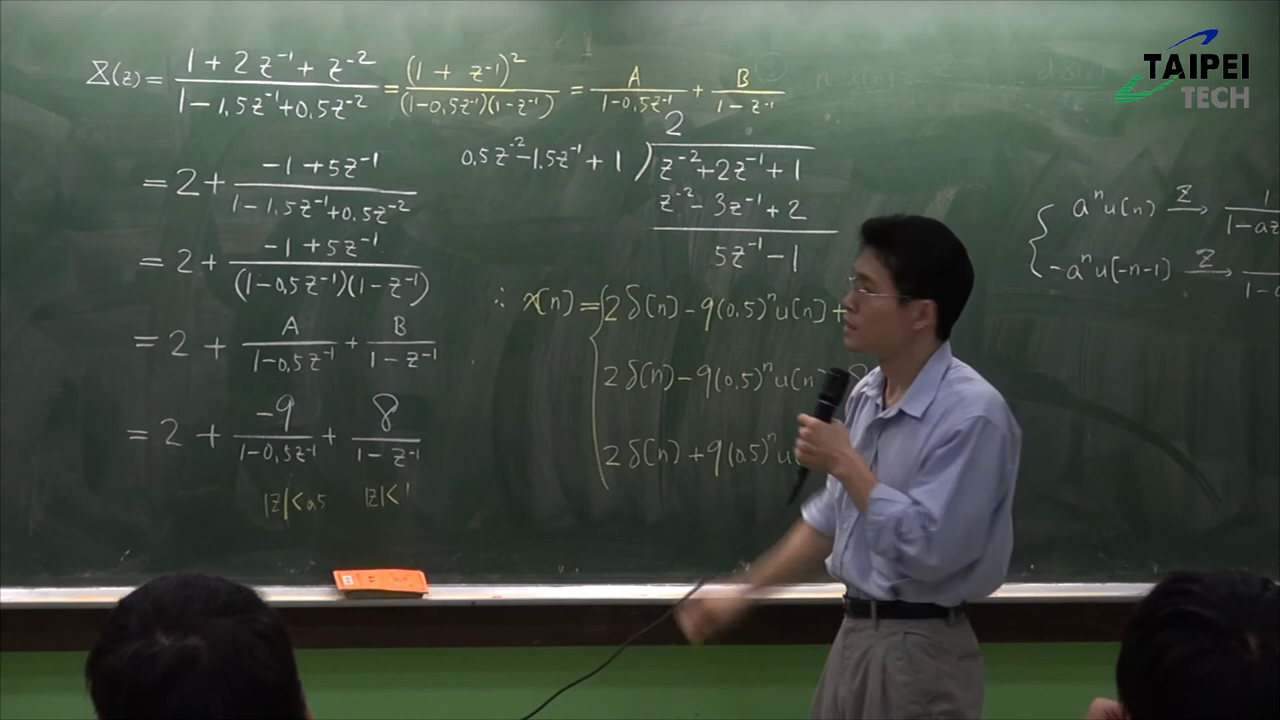 X(z) = (1 + 2z⁻¹ + z⁻²)/(1 - 1.5z⁻¹ + 0.5z⁻²) = (1 + z⁻¹)²/((1-0.5z⁻¹)(1-z⁻¹)) = A/(1-0.5z⁻¹) + B/(1-z⁻¹)
= 2 + (-1 + 5z⁻¹)/(1 - 1.5z⁻¹ + 0.5z⁻²)
= 2 + (-1 + 5z⁻¹)/((1-0.5z⁻¹)(1-z⁻¹))
= 2 + A/(1-0.5z⁻¹) + B/(1-z⁻¹)
= 2 + -9/(1-0.5z⁻¹) + 8/(1-z⁻¹)
|z|<0.5 |z|<1
2
0.5z⁻² - 1.5z⁻¹ + 1 ) z⁻² + 2z⁻¹ + 1
z⁻² - 3z⁻¹ + 2
5z⁻¹ - 1
∴ x(n) = { 2δ(n) - 9(0.5)ⁿu[n] +
2δ(n) - 9(0.5)ⁿu(n)
2δ(n) + 9(0.5)ⁿu(
{ aⁿu(n) Z→ 1/(1-az
-aⁿu(-n-1) Z→ 1/(1-a
TAIPEI
TECH